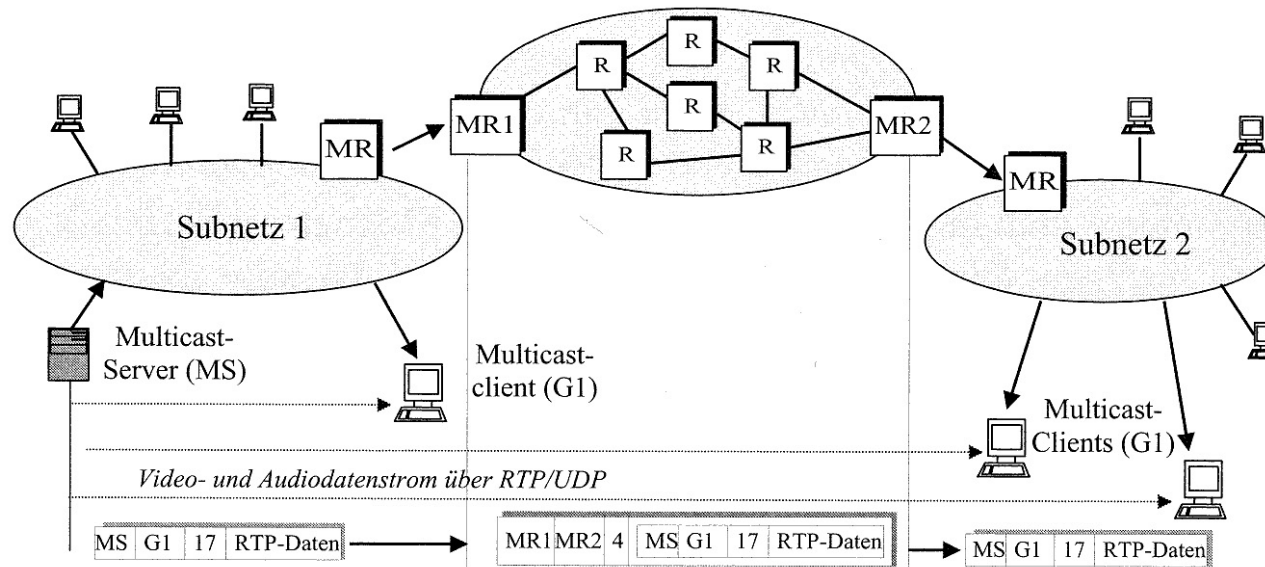 R
R
R
R
R
R
MR
MR1
MR2
MR
Subnetz 1
Subnetz 2
Multicast-
Server (MS)
Multicast-
client (G1)
Multicast-
Clients (G1)
Video- und Audiodatenstrom über RTP/UDP
MS G1 17 RTP-Daten
MR1 MR2 4 MS G1 17 RTP-Daten
MS G1 17 RTP-Daten